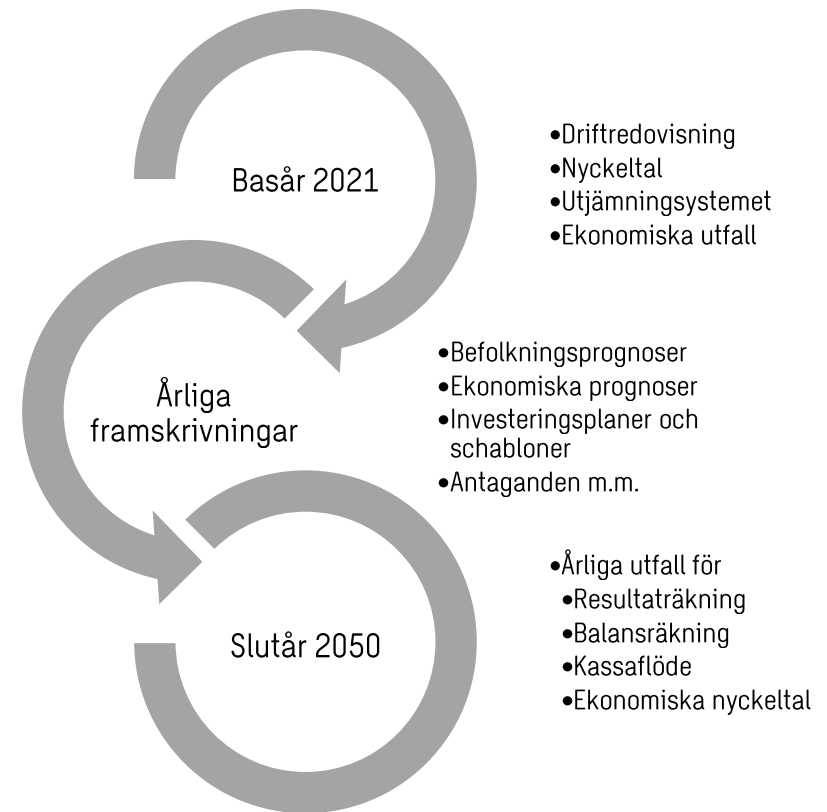 Basår 2021
•Driftredovisning
•Nyckeltal
•Utjämningsystemet
•Ekonomiska utfall
Årliga
framskrivningar
•Befolkningsprognoser
•Ekonomiska prognoser
•Investeringsplaner och
schabloner
•Antaganden m.m.
Slutår 2050
•Årliga utfall för
•Resultaträkning
•Balansräkning
•Kassaflöde
•Ekonomiska nyckeltal